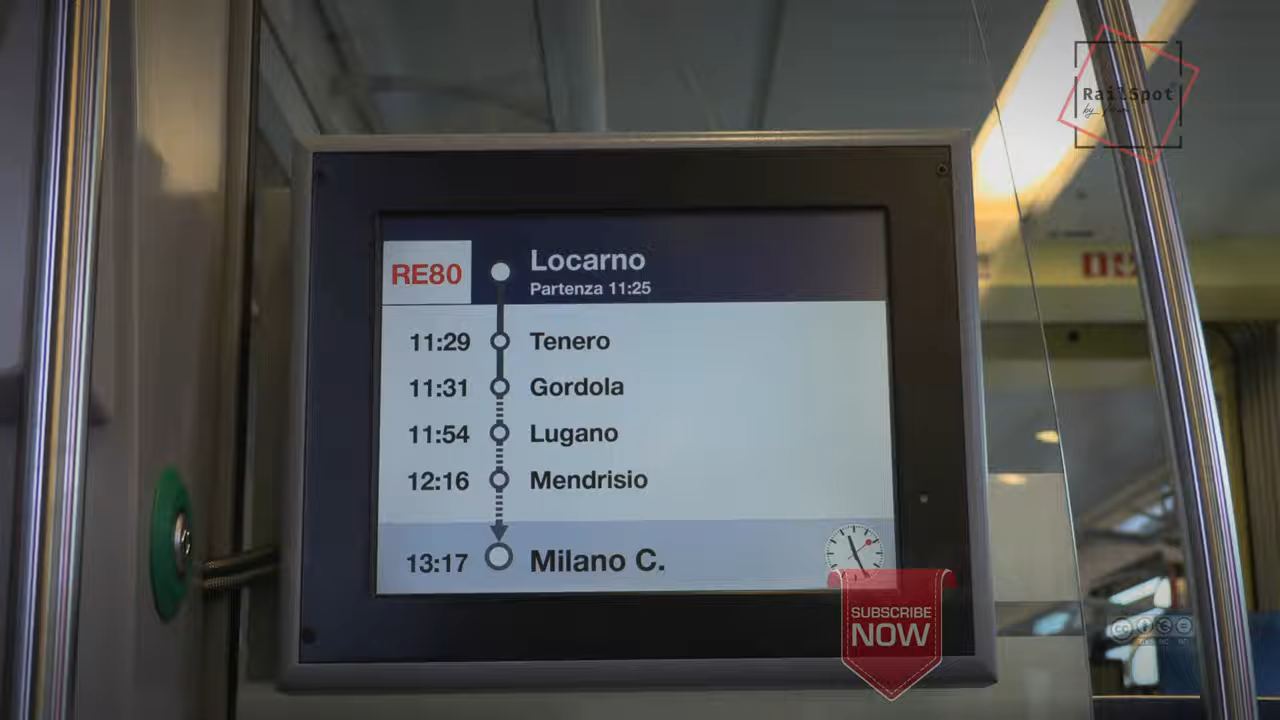 RailSpot
RE80
Locarno
Partenza 11:25
11:29 Tenero
11:31 Gordola
11:54 Lugano
12:16 Mendrisio
13:17 Milano C.
SUBSCRIBE
NOW